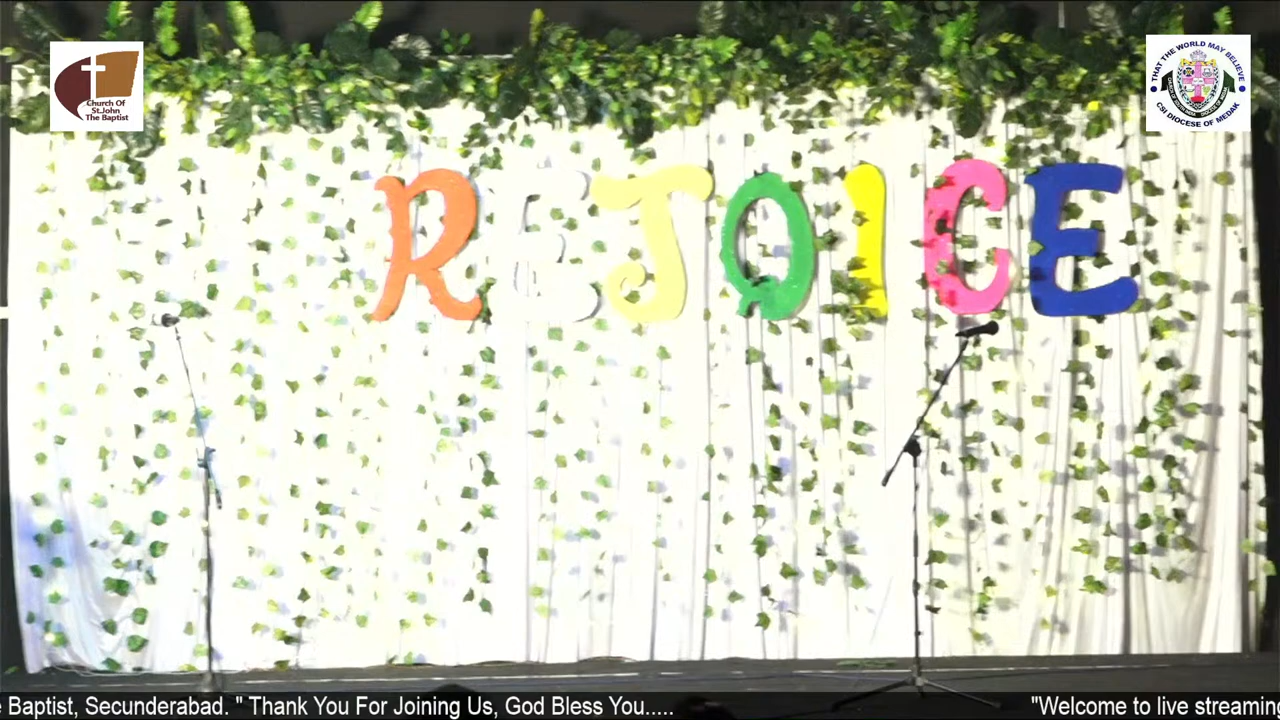 Church Of
St.John
The Baptist
THAT THE WORLD MAY BELIEVE
CSI DIOCESE OF MEDAK
REJOICE
e Baptist, Secunderabad. " Thank You For Joining Us, God Bless You..... "Welcome to live streaming